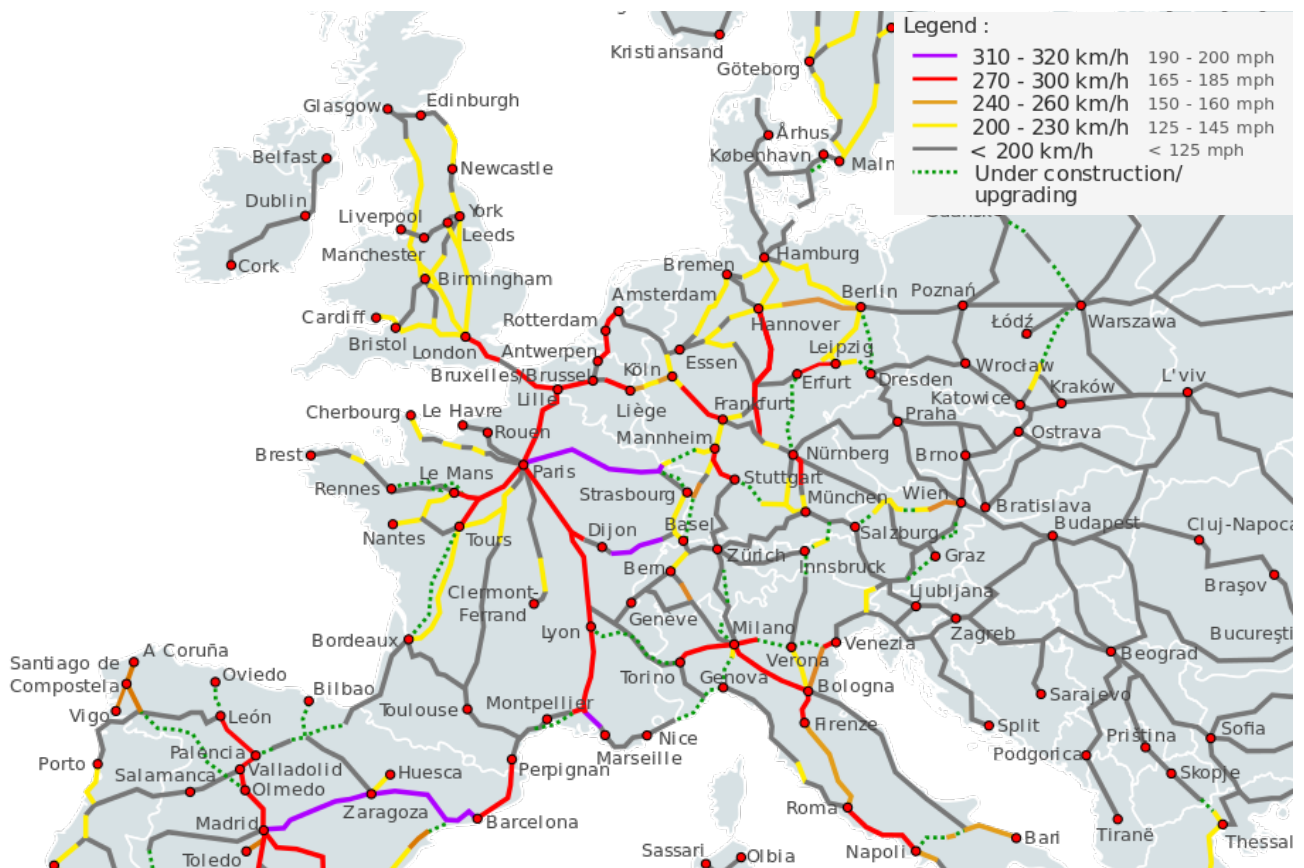 Legend :
310 - 320 km/h 190 - 200 mph
270 - 300 km/h 165 - 185 mph
240 - 260 km/h 150 - 160 mph
200 - 230 km/h 125 - 145 mph
< 200 km/h < 125 mph
Under construction/
upgrading
Kristiansand
Göteborg
Glasgow
Edinburgh
Århus
København
Malm
Belfast
Newcastle
Dublin
Liverpool
York
Leeds
Manchester
Cork
Birmingham
Hamburg
Bremen
Amsterdam
Berlin
Poznań
Cardiff
Rotterdam
Hannover
Łódź
Warszawa
Bristol
London
Antwerpen
Essen
Leipzig
Bruxelles/Brussel
Köln
Erfurt
Dresden
Wrocław
L'viv
Lille
Liège
Katowice
Kraków
Cherbourg
Le Havre
Frankfurt
Praha
Rouen
Mannheim
Ostrava
Brest
Le Mans
Paris
Nürnberg
Brno
Rennes
Strasbourg
Stuttgart
München
Wien
Bratislava
Nantes
Tours
Dijon
Basel
Salzburg
Budapest
Cluj-Napoca
Zürich
Innsbruck
Graz
Bern
Braşov
Clermont-
Ferrand
Genève
Ljubljana
Bordeaux
Lyon
Milano
Venezia
Zagreb
Bucureşti
A Coruña
Santiago de
Compostela
Oviedo
Torino
Verona
Beograd
Bilbao
Genova
Bologna
Sarajevo
Vigo
León
Toulouse
Montpellier
Firenze
Split
Sofia
Priština
Palencia
Nice
Marseille
Podgorica
Porto
Valladolid
Huesca
Perpignan
Skopje
Salamanca
Olmedo
Zaragoza
Roma
Madrid
Barcelona
Tiranë
Thessal
Toledo
Bari
Sassari
Olbia
Napoli